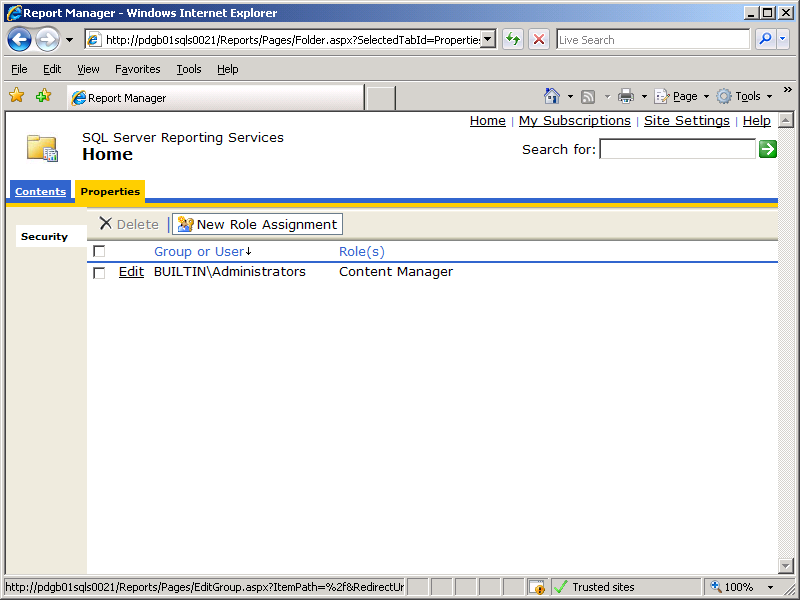 Report Manager - Windows Internet Explorer
http://pdgb01sqls0021/Reports/Pages/Folder.aspx?SelectedTabId=Properties
Live Search
File Edit View Favorites Tools Help
Report Manager
Page Tools »
Home | My Subscriptions | Site Settings | Help
SQL Server Reporting Services
Home
Search for:
Contents Properties
Delete | New Role Assignment
Security
Group or User↓ Role(s)
Edit BUILTIN\Administrators Content Manager
http://pdgb01sqls0021/Reports/Pages/EditGroup.aspx?ItemPath=%2f&RedirectUr
Trusted sites
100%